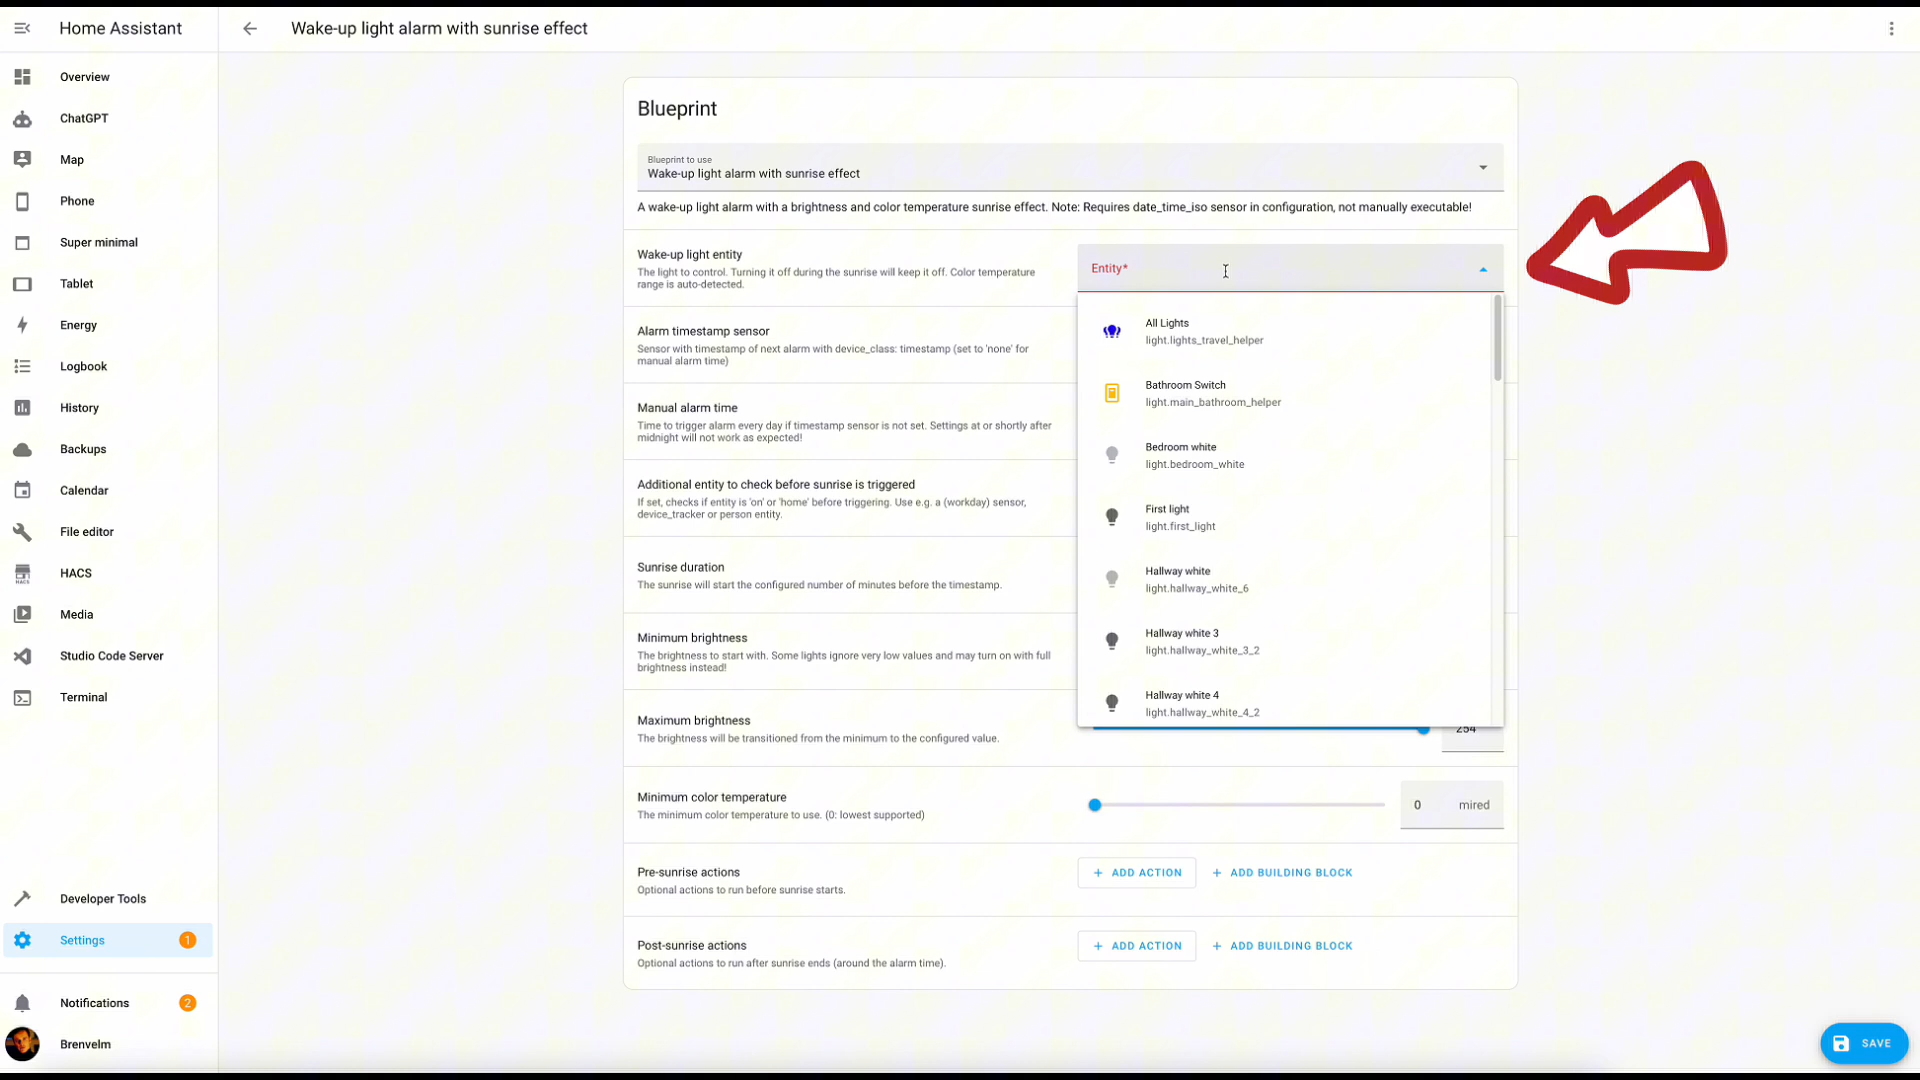 Home Assistant
Wake-up light alarm with sunrise effect
Overview
ChatGPT
Map
Phone
Super minimal
Tablet
Energy
Logbook
History
Backups
Calendar
File editor
HACS
HACS
Media
Studio Code Server
Terminal
Developer Tools
Settings 1
Notifications 2
Brenvelm
Blueprint
Blueprint to use
Wake-up light alarm with sunrise effect
A wake-up light alarm with a brightness and color temperature sunrise effect. Note: Requires date_time_iso sensor in configuration, not manually executable!
Wake-up light entity
The light to control. Turning it off during the sunrise will keep it off. Color temperature
range is auto-detected.
Entity*
Alarm timestamp sensor
Sensor with timestamp of next alarm with device_class: timestamp (set to 'none' for
manual alarm time)
Manual alarm time
Time to trigger alarm every day if timestamp sensor is not set. Settings at or shortly after
midnight will not work as expected!
Additional entity to check before sunrise is triggered
If set, checks if entity is 'on' or 'home' before triggering. Use e.g. a (workday) sensor,
device_tracker or person entity.
Sunrise duration
The sunrise will start the configured number of minutes before the timestamp.
Minimum brightness
The brightness to start with. Some lights ignore very low values and may turn on with full
brightness instead!
All Lights
light.lights_travel_helper
Bathroom Switch
light.main_bathroom_helper
Bedroom white
light.bedroom_white
First light
light.first_light
Hallway white
light.hallway_white_6
Hallway white 3
light.hallway_white_3_2
Hallway white 4
light.hallway_white_4_2
Maximum brightness
The brightness will be transitioned from the minimum to the configured value.
254
Minimum color temperature
The minimum color temperature to use. (0: lowest supported)
0 mired
Pre-sunrise actions
Optional actions to run before sunrise starts.
+ ADD ACTION + ADD BUILDING BLOCK
Post-sunrise actions
Optional actions to run after sunrise ends (around the alarm time).
+ ADD ACTION + ADD BUILDING BLOCK
SAVE